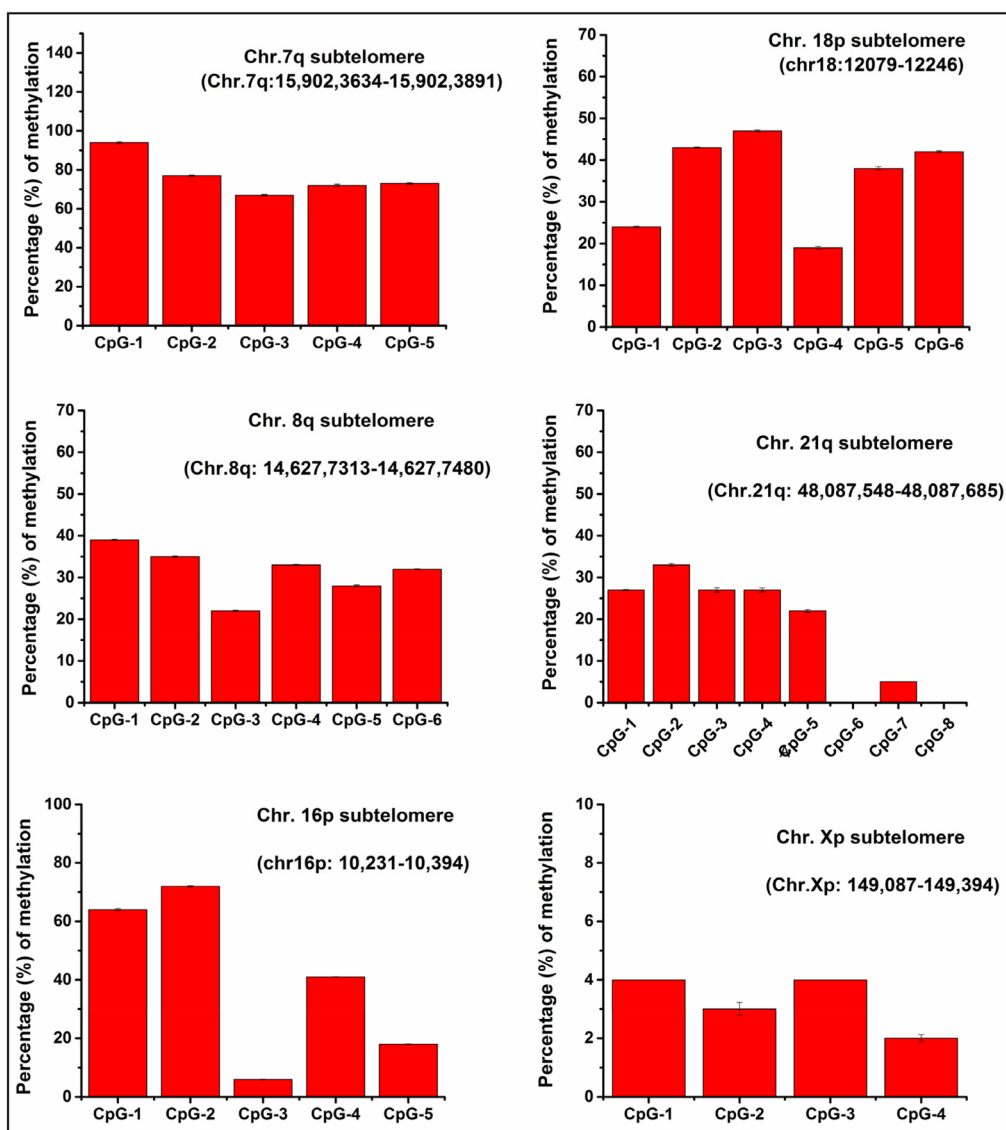 Chr.7q subtelomere
(Chr.7q:15,902,3634-15,902,3891)
Percentage (%) of methylation
140
120
100
80
60
40
20
0
CpG-1 CpG-2 CpG-3 CpG-4 CpG-5
Chr. 18p subtelomere
(chr18:12079-12246)
Percentage (%) of methylation
70
60
50
40
30
20
10
0
CpG-1 CpG-2 CpG-3 CpG-4 CpG-5 CpG-6
Chr. 8q subtelomere
(Chr.8q: 14,627,7313-14,627,7480)
Percentage (%) of methylation
70
60
50
40
30
20
10
0
CpG-1 CpG-2 CpG-3 CpG-4 CpG-5 CpG-6
Chr. 21q subtelomere
(Chr.21q: 48,087,548-48,087,685)
Percentage (%) of methylation
70
60
50
40
30
20
10
0
CpG-1 CpG-2 CpG-3 CpG-4 CpG-5 CpG-6 CpG-7 CpG-8
Chr. 16p subtelomere
(chr16p: 10,231-10,394)
Percentage (%) of methylation
100
80
60
40
20
0
CpG-1 CpG-2 CpG-3 CpG-4 CpG-5
Chr. Xp subtelomere
(Chr.Xp: 149,087-149,394)
Percentage (%) of methylation
10
8
6
4
2
0
CpG-1 CpG-2 CpG-3 CpG-4